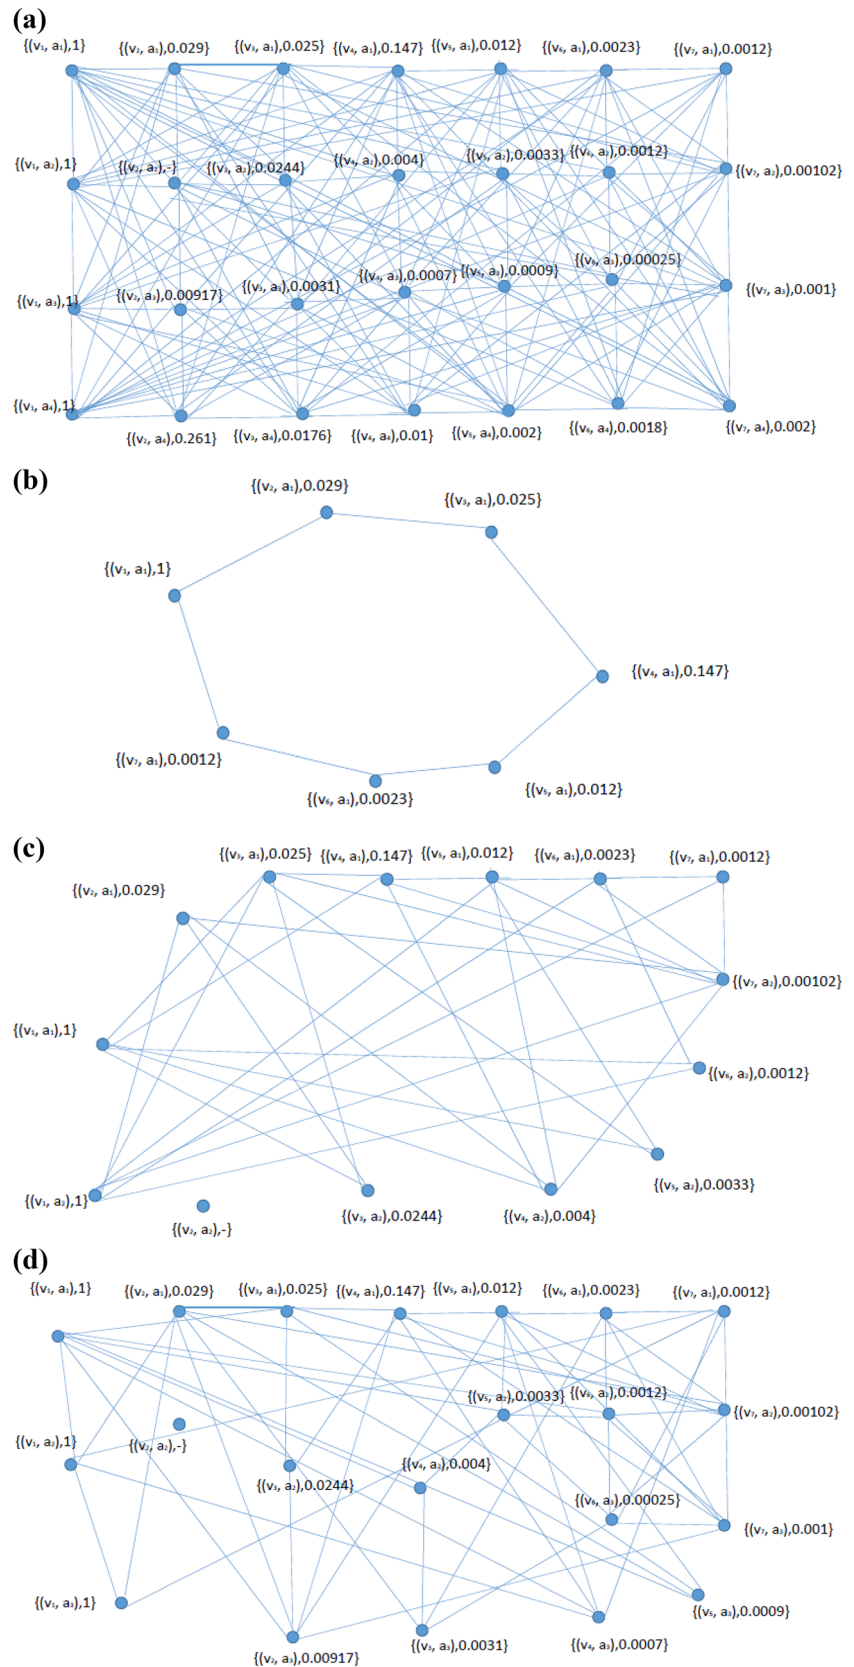 (a)
{(v₁, a₁),1} {(v₂, a₁),0.029} {(v₃, a₁),0.025} {(v₄, a₁),0.147} {(v₅, a₁),0.012} {(v₆, a₁),0.0023} {(v₇, a₁),0.0012}
{(v₁, a₂),1} {(v₂, a₂),-} {(v₃, a₂),0.0244} {(v₄, a₂),0.004} {(v₅, a₂),0.0033} {(v₆, a₂),0.0012} {(v₇, a₂),0.00102}
{(v₁, a₃),1} {(v₂, a₃),0.00917} {(v₃, a₃),0.0031} {(v₄, a₃),0.0007} {(v₅, a₃),0.0009} {(v₆, a₃),0.00025} {(v₇, a₃),0.001}
{(v₁, a₄),1} {(v₂, a₄),0.261} {(v₃, a₄),0.0176} {(v₄, a₄),0.01} {(v₅, a₄),0.002} {(v₆, a₄),0.0018} {(v₇, a₄),0.002}
(b)
{(v₂, a₁),0.029}
{(v₃, a₁),0.025}
{(v₁, a₁),1}
{(v₄, a₁),0.147}
{(v₇, a₁),0.0012}
{(v₆, a₁),0.0023}
{(v₅, a₁),0.012}
(c)
{(v₃, a₁),0.025} {(v₄, a₁),0.147} {(v₅, a₁),0.012} {(v₆, a₁),0.0023} {(v₇, a₁),0.0012}
{(v₂, a₁),0.029}
{(v₇, a₂),0.00102}
{(v₁, a₁),1}
{(v₆, a₂),0.0012}
{(v₅, a₂),0.0033}
{(v₁, a₂),1}
{(v₂, a₂),-}
{(v₃, a₂),0.0244} {(v₄, a₂),0.004}
(d)
{(v₁, a₁),1} {(v₂, a₁),0.029} {(v₃, a₁),0.025} {(v₄, a₁),0.147} {(v₅, a₁),0.012} {(v₆, a₁),0.0023} {(v₇, a₁),0.0012}
{(v₅, a₂),0.0033} {(v₆, a₂),0.0012} {(v₇, a₂),0.00102}
{(v₁, a₂),1} {(v₂, a₂),-}
{(v₃, a₂),0.0244} {(v₄, a₂),0.004}
{(v₆, a₃),0.00025}
{(v₇, a₃),0.001}
{(v₁, a₃),1}
{(v₅, a₃),0.0009}
{(v₂, a₃),0.00917} {(v₃, a₃),0.0031} {(v₄, a₃),0.0007}